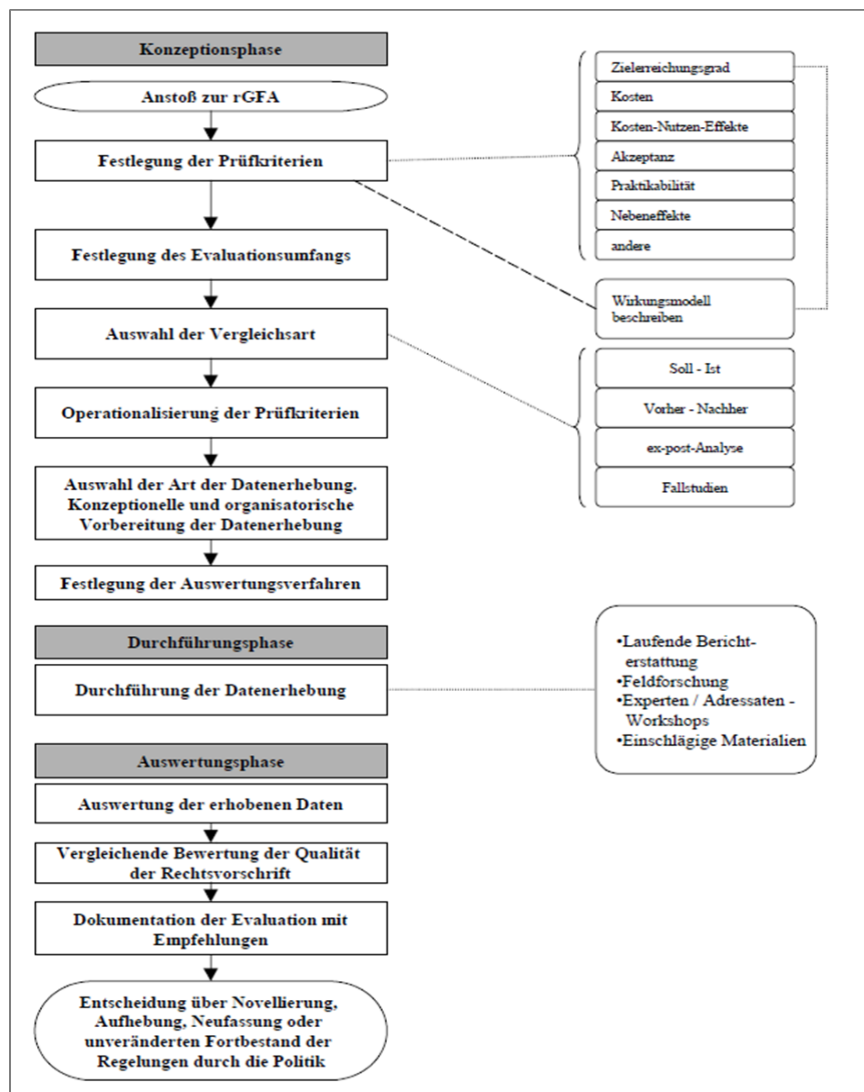 Konzeptionsphase
Anstoß zur rGFA
Festlegung der Prüfkriterien
Zielerreichungsgrad
Kosten
Kosten-Nutzen-Effekte
Akzeptanz
Praktikabilität
Nebeneffekte
andere
Wirkungsmodell
beschreiben
Festlegung des Evaluationsumfangs
Auswahl der Vergleichsart
Soll - Ist
Vorher - Nachher
ex-post-Analyse
Fallstudien
Operationalisierung der Prüfkriterien
Auswahl der Art der Datenerhebung.
Konzeptionelle und organisatorische
Vorbereitung der Datenerhebung
Festlegung der Auswertungsverfahren
Durchführungsphase
Durchführung der Datenerhebung
•Laufende Bericht-
erstattung
•Feldforschung
•Experten / Adressaten -
Workshops
•Einschlägige Materialien
Auswertungsphase
Auswertung der erhobenen Daten
Vergleichende Bewertung der Qualität
der Rechtsvorschrift
Dokumentation der Evaluation mit
Empfehlungen
Entscheidung über Novellierung,
Aufhebung, Neufassung oder
unveränderten Fortbestand der
Regelungen durch die Politik